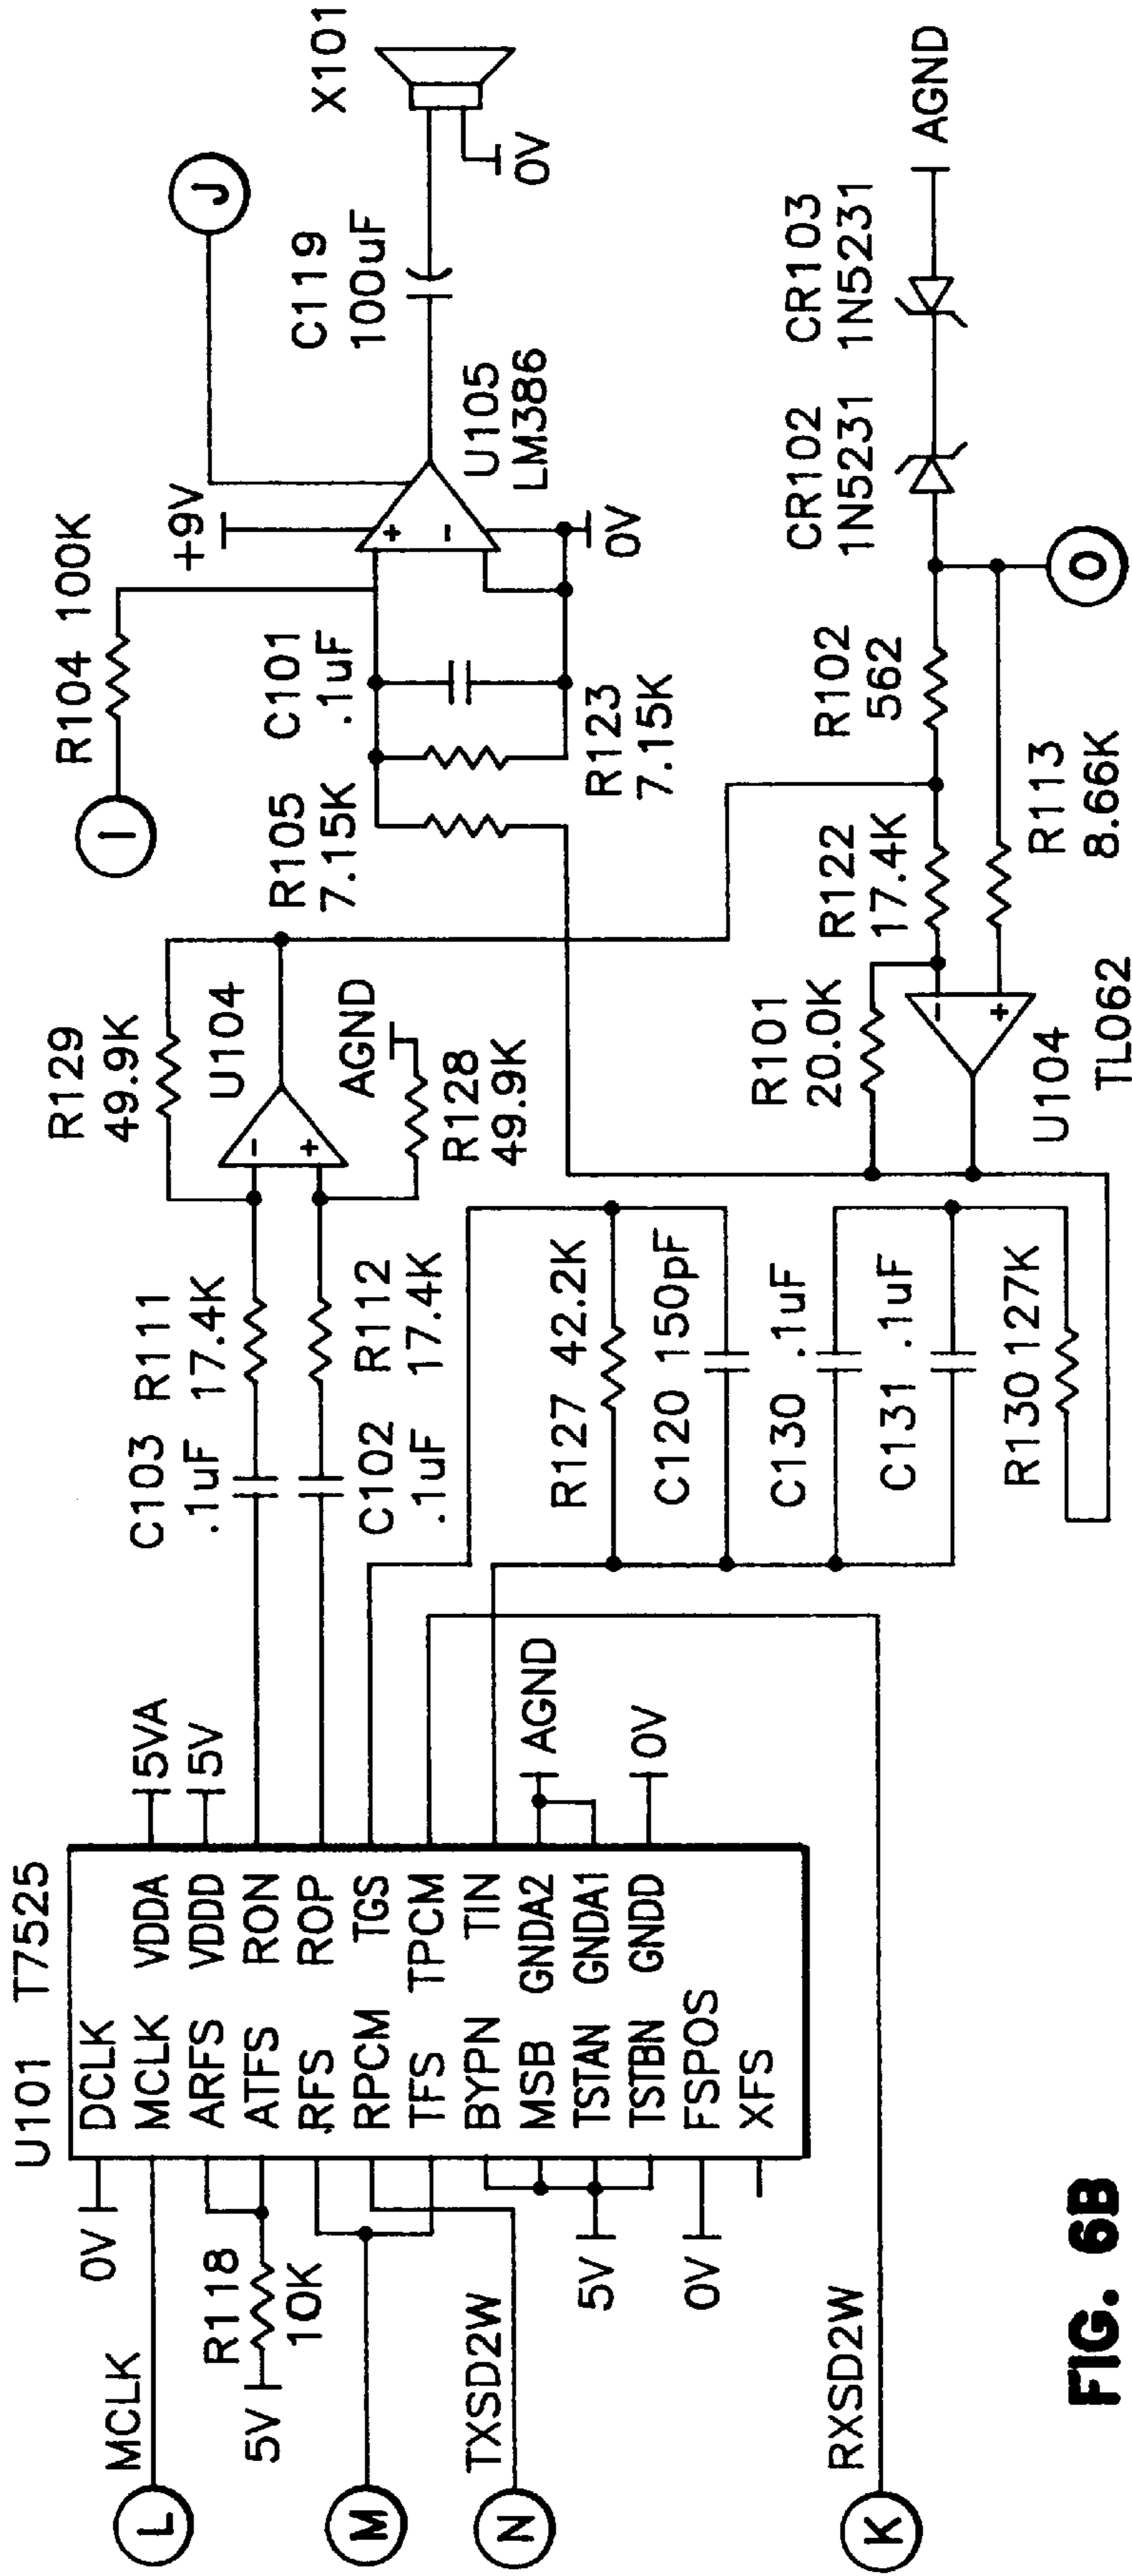 U101 T7525
DCLK
MCLK
ARFS
ATFS
RFS
RPCM
TFS
BYPN
MSB
TSTAN
TSTBN
FSPOS
XFS
VDDA
VDDD
RON
ROP
TGS
TPCM
TIN
GNDA2
GNDA1
GNDD
0V
L
MCLK
R118
10K
5V
M
N
TXSD2W
5V
0V
K
RXSD2W
5VA
5V
AGND
0V
C103 R111
.1uF 17.4K
C102 R112
.1uF 17.4K
R129
49.9K
U104
-
+
AGND
R128
49.9K
R127 42.2K
C120 150pF
C130 .1uF
C131 .1uF
R130 127K
I
R104 100K
R105
7.15K
C101
.1uF
R123
7.15K
+9V
+
-
0V
U105
LM386
J
C119
100uF
X101
0V
R101
20.0K
-
+
U104
TL062
R122
17.4K
R113
8.66K
R102
562
O
CR102
1N5231
CR103
1N5231
AGND
FIG. 6B